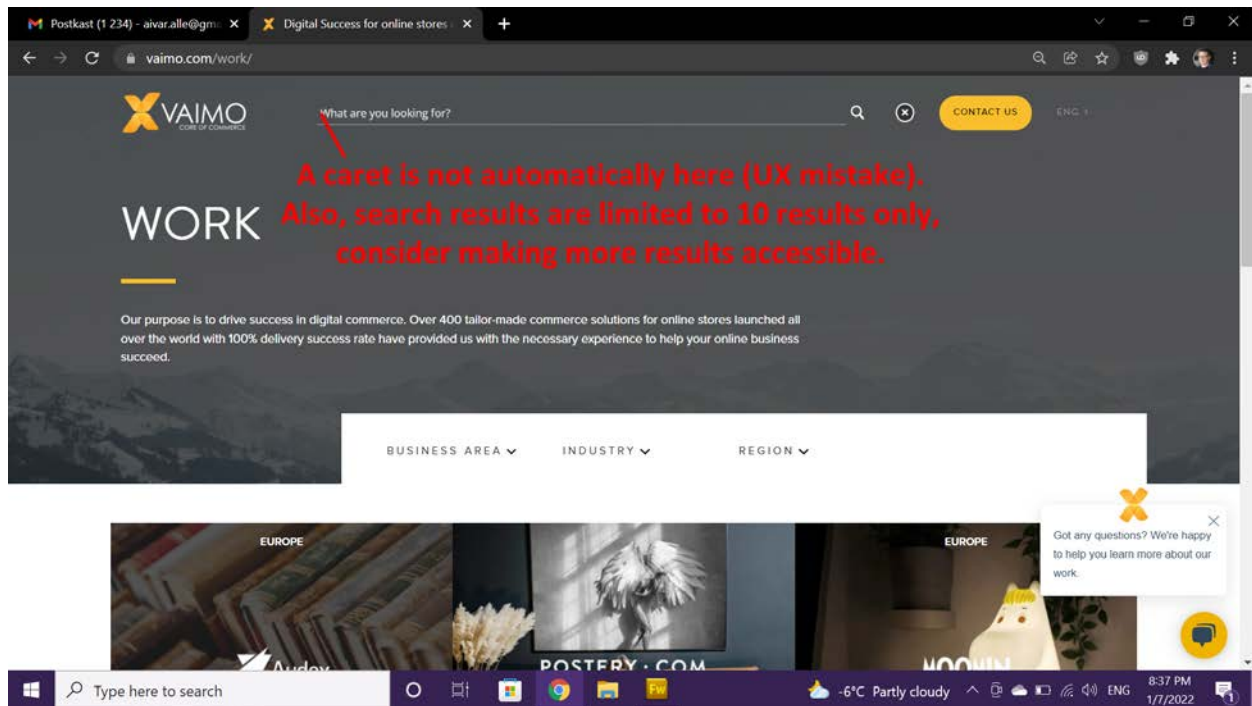 Postkast (1 234) - aivar.alle@gm
Digital Success for online stores
vaimo.com/work/
VAIMO
CORE OF COMMERCE
What are you looking for?
CONTACT US
ENG
A caret is not automatically here (UX mistake).
Also, search results are limited to 10 results only,
consider making more results accessible.
WORK
Our purpose is to drive success in digital commerce. Over 400 tailor-made commerce solutions for online stores launched all
over the world with 100% delivery success rate have provided us with the necessary experience to help your online business
succeed.
BUSINESS AREA
INDUSTRY
REGION
EUROPE
EUROPE
Got any questions? We're happy
to help you learn more about our
work.
Audex
POSTERY.COM
MOOMIN
Type here to search
Fw
-6°C Partly cloudy
ENG
8:37 PM
1/7/2022
1